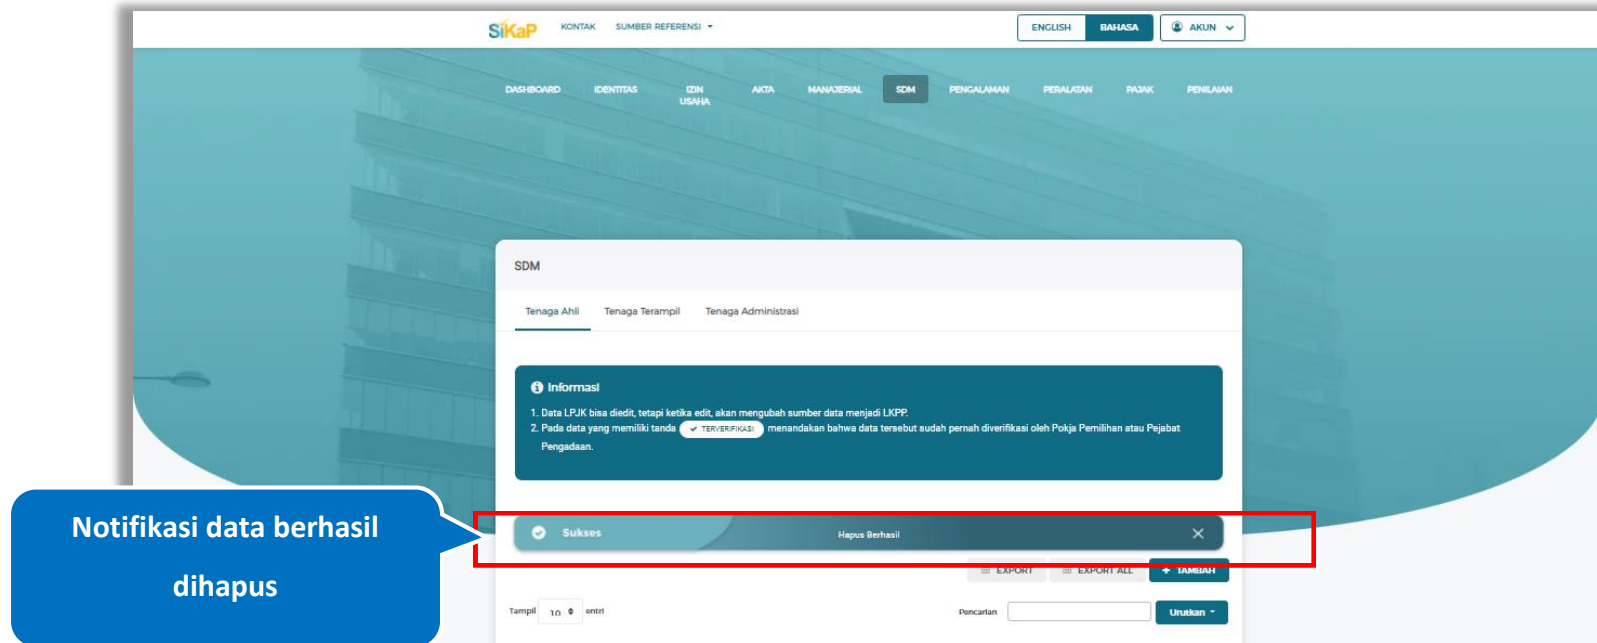 SiKaP KONTAK SUMBER REFERENSI ENGLISH BAHASA AKUN
DASHBOARD IDENTITAS IZIN USAHA AKTA MANAJERIAL SDM PENGALAMAN PERALATAN PAJAK PENILAIAN
SDM
Tenaga Ahli Tenaga Terampil Tenaga Administrasi
Informasi
1. Data LPJK bisa diedit, tetapi ketika edit, akan mengubah sumber data menjadi LKPP.
2. Pada data yang memiliki tanda TERVERIFIKASI menandakan bahwa data tersebut sudah pernah diverifikasi oleh Pokja Pemilihan atau Pejabat
Pengadaan.
Notifikasi data berhasil
dihapus
Sukses Hapus Berhasil
EXPORT EXPORT ALL + TAMBAH
Tampil 10 entri Pencarian Urutkan